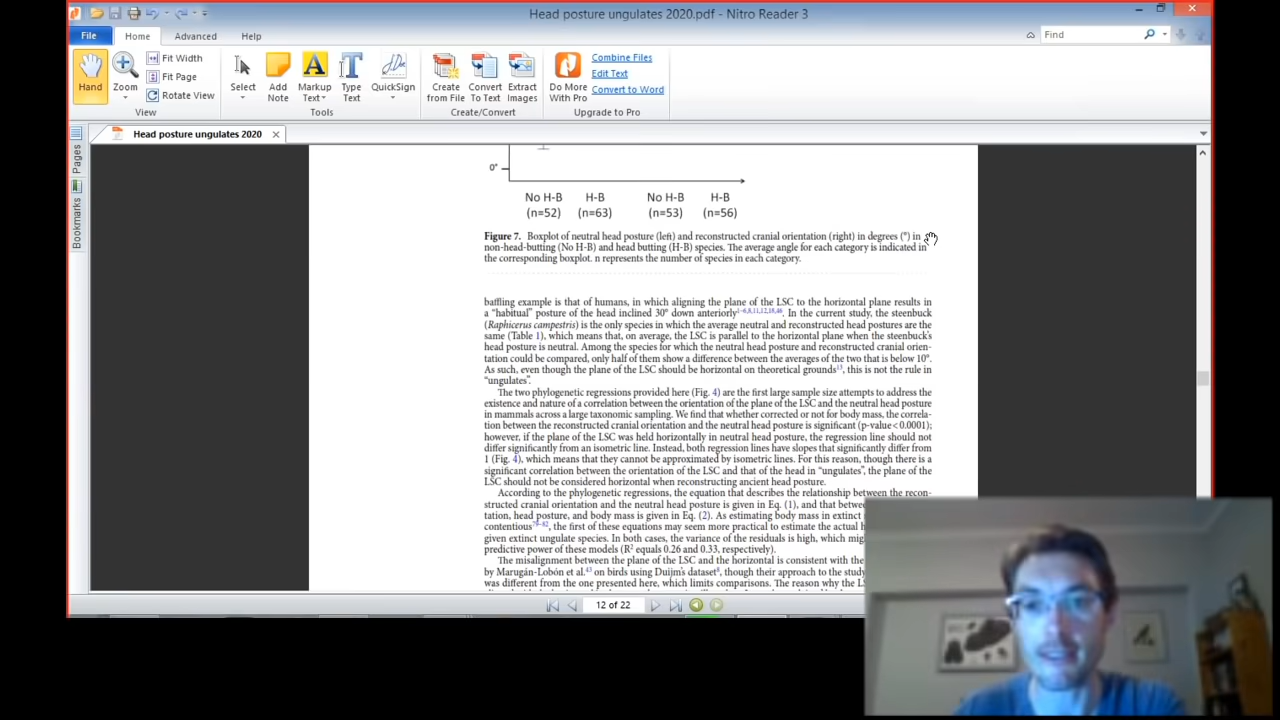 Head posture ungulates 2020.pdf - Nitro Reader 3
File Home Advanced Help
Find
Hand
Zoom
Fit Width
Fit Page
Rotate View
View
Select
Add Note
Markup Text
Type Text
QuickSign
Tools
Create from File
Convert To Text
Extract Images
Create/Convert
Do More With Pro
Combine Files
Edit Text
Convert to Word
Upgrade to Pro
Head posture ungulates 2020
Pages
Bookmarks
0°
No H-B H-B No H-B H-B
(n=52) (n=63) (n=53) (n=56)
Figure 7. Boxplot of neutral head posture (left) and reconstructed cranial orientation (right) in degrees (°) in
non-head-butting (No H-B) and head butting (H-B) species. The average angle for each category is indicated in
the corresponding boxplot. n represents the number of species in each category.
baffling example is that of humans, in which aligning the plane of the LSC to the horizontal plane results in
a “habitual” posture of the head inclined 30° down anteriorly1–6,8,11,12,18,46. In the current study, the steenbuck
(Raphicerus campestris) is the only species in which the average neutral and reconstructed head postures are the
same (Table 1), which means that, on average, the LSC is parallel to the horizontal plane when the steenbuck’s
head posture is neutral. Among the species for which the neutral head posture and reconstructed cranial orien-
tation could be compared, only half of them show a difference between the averages of the two that is below 10°.
As such, even though the plane of the LSC should be horizontal on theoretical grounds13, this is not the rule in
“ungulates”.
The two phylogenetic regressions provided here (Fig. 4) are the first large sample size attempts to address the
existence and nature of a correlation between the orientation of the plane of the LSC and the neutral head posture
in mammals across a large taxonomic sampling. We find that whether corrected or not for body mass, the correla-
tion between the reconstructed cranial orientation and the neutral head posture is significant (p-value<0.0001);
however, if the plane of the LSC was held horizontally in neutral head posture, the regression line should not
differ significantly from an isometric line. Instead, both regression lines have slopes that significantly differ from
1 (Fig. 4), which means that they cannot be approximated by isometric lines. For this reason, though there is a
significant correlation between the orientation of the LSC and that of the head in “ungulates”, the plane of the
LSC should not be considered horizontal when reconstructing ancient head posture.
According to the phylogenetic regressions, the equation that describes the relationship between the recon-
structed cranial orientation and the neutral head posture is given in Eq. (1), and that between
tation, head posture, and body mass is given in Eq. (2). As estimating body mass in extinct
contentious79–82, the first of these equations may seem more practical to estimate the actual
given extinct ungulate species. In both cases, the variance of the residuals is high, which
predictive power of these models (R2 equals 0.26 and 0.33, respectively).
The misalignment between the plane of the LSC and the horizontal is consistent with the
by Marugán-Lobón et al.43 on birds using Duijm’s dataset8, though their approach to the study
was different from the one presented here, which limits comparisons. The reason why the
12 of 22